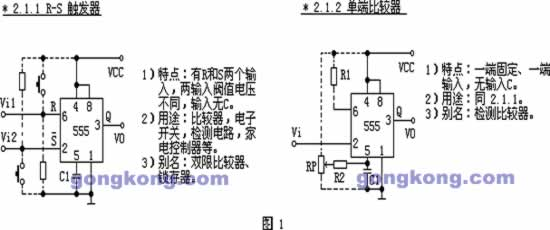 * 2.1.1 R-S 触发器
VCC
Vi1
R
6
4
8
Q
3
555
VO
Vi2
S
2
5
1
C1
1)特点：有R和S两个输
入，两输入阀值电压
不同，输入无C。
2)用途：比较器，电子
开关，检测电路，家
电控制器等。
3)别名：双限比较器、
锁存器。
* 2.1.2 单端比较器
VCC
R1
6
4
8
Q
3
555
VO
Vi
2
5
1
RP
R2
C1
1)特点：一端固定、一端
输入，无输入C。
2)用途：同 2.1.1。
3)别名：检测比较器。
gongkong.com
gongkong.com
图 1